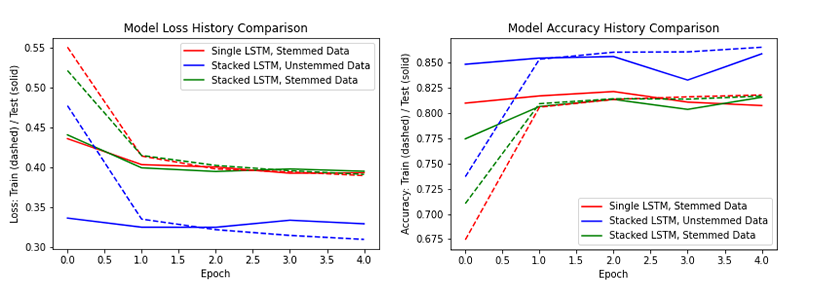 Model Loss History Comparison
Loss: Train (dashed) / Test (solid)
0.55
0.50
0.45
0.40
0.35
0.30
Single LSTM, Stemmed Data
Stacked LSTM, Unstemmed Data
Stacked LSTM, Stemmed Data
0.0 0.5 1.0 1.5 2.0 2.5 3.0 3.5 4.0
Epoch
Model Accuracy History Comparison
Accuracy: Train (dashed) / Test (solid)
0.850
0.825
0.800
0.775
0.750
0.725
0.700
0.675
Single LSTM, Stemmed Data
Stacked LSTM, Unstemmed Data
Stacked LSTM, Stemmed Data
0.0 0.5 1.0 1.5 2.0 2.5 3.0 3.5 4.0
Epoch